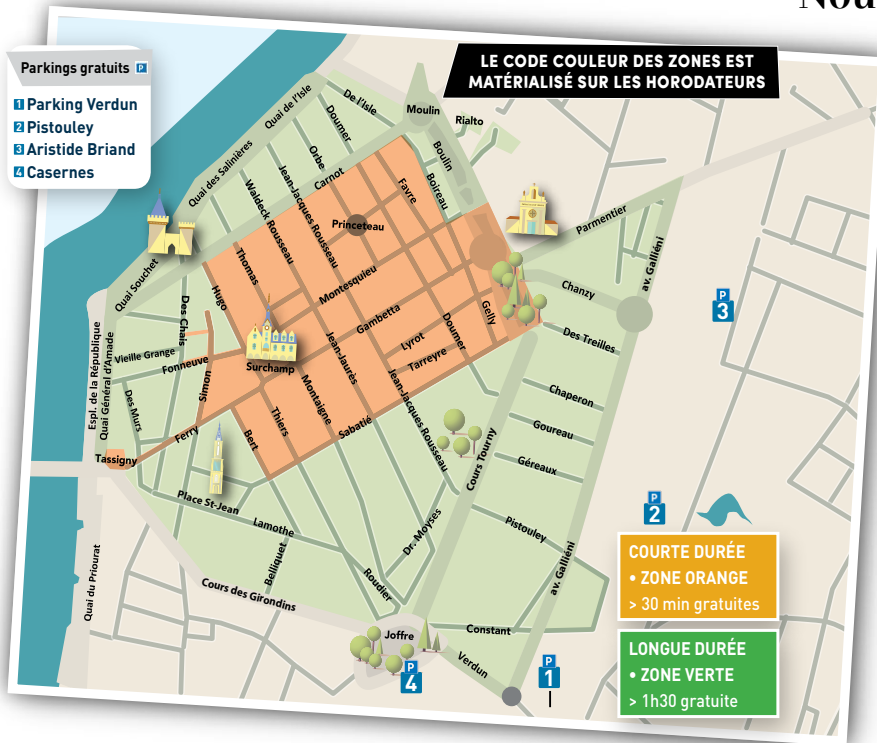 Nou
LE CODE COULEUR DES ZONES EST
MATÉRIALISÉ SUR LES HORODATEURS
Parkings gratuits P
1 Parking Verdun
2 Pistouley
3 Aristide Briand
4 Casernes
Quai de l'Isle
De l'Isle
Moulin
Rialto
Doumer
Orbe
Boulin
Quai des Salinières
Jean-Jacques Rousseau
Carnot
Waldeck Rousseau
Favre
Boireau
Princeteau
Parmentier
Thomas
Quai Souchet
Montesquieu
av. Galliéni
Chanzy
Hugo
Des Chais
Gambetta
Gelly
P
3
Espl. de la République
Quai Général d'Amade
Vieille Grange
Fonneuve
Surchamp
Jean-Jaurès
Lyrot
Doumer
Tarreyre
Des Treilles
Simon
Des Murs
Montaigne
Thiers
Jean-Jacques Rousseau
Chaperon
Ferry
Bert
Sabatié
Goureau
Tassigny
Cours Tourny
Géreaux
Place St-Jean
Lamothe
Dr. Moyses
Pistouley
P
2
Belliquet
Roudier
av. Galliéni
Quai du Priourat
Cours des Girondins
Joffre
Constant
Verdun
P
4
P
1
COURTE DURÉE
• ZONE ORANGE
> 30 min gratuites
LONGUE DURÉE
• ZONE VERTE
> 1h30 gratuite